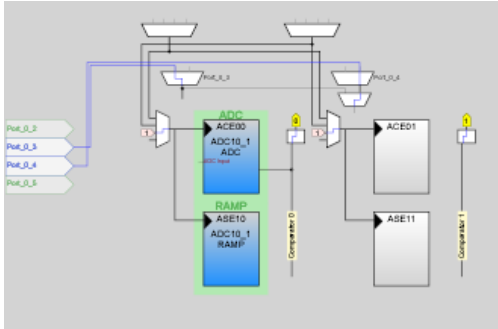 Port_0_3
Port_0_4
Port_0_2
Port_0_3
Port_0_4
Port_0_5
ADC
ACE00
ADC10_1
ADC
ADC Input
RAMP
ASE10
ADC10_1
RAMP
1
0
Comparator 0
1
ACE01
ASE11
1
Comparator 1